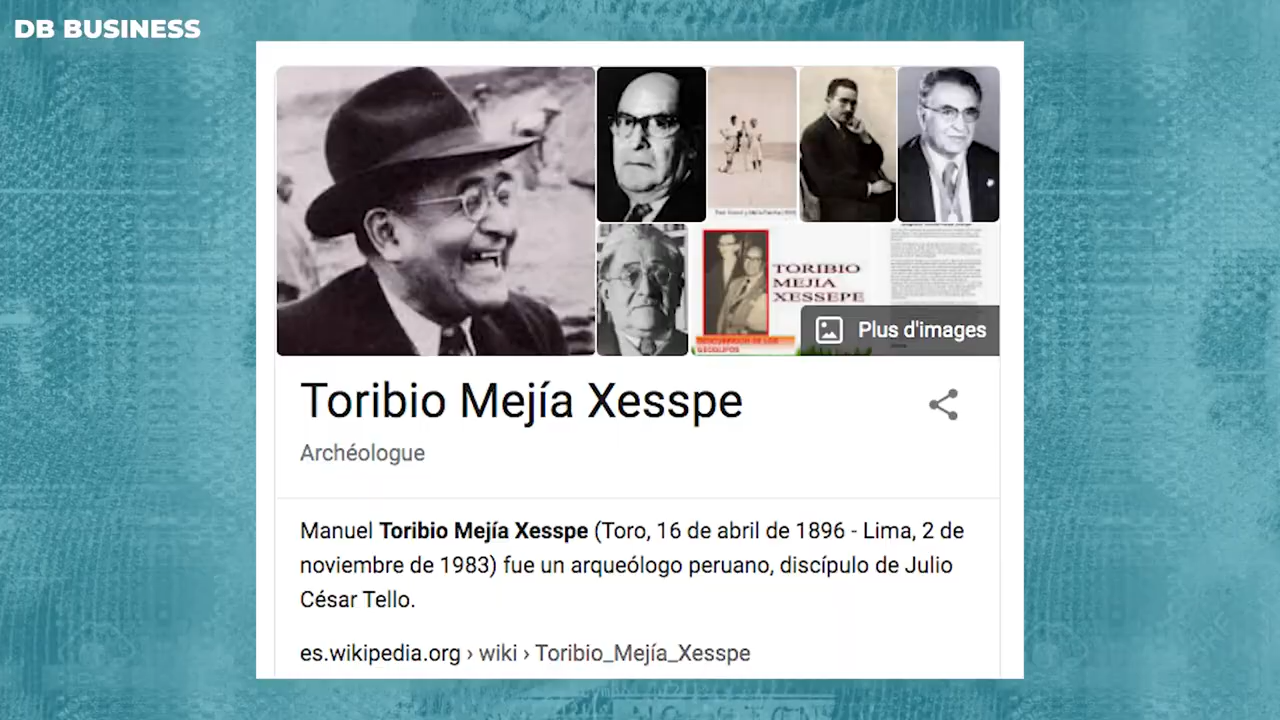 DB BUSINESS
TORIBIO
MEJIA
XESSEPE
Plus d'images
Toribio Mejía Xesspe
Archéologue
Manuel Toribio Mejía Xesspe (Toro, 16 de abril de 1896 - Lima, 2 de
noviembre de 1983) fue un arqueólogo peruano, discípulo de Julio
César Tello.
es.wikipedia.org › wiki › Toribio_Mejía_Xesspe